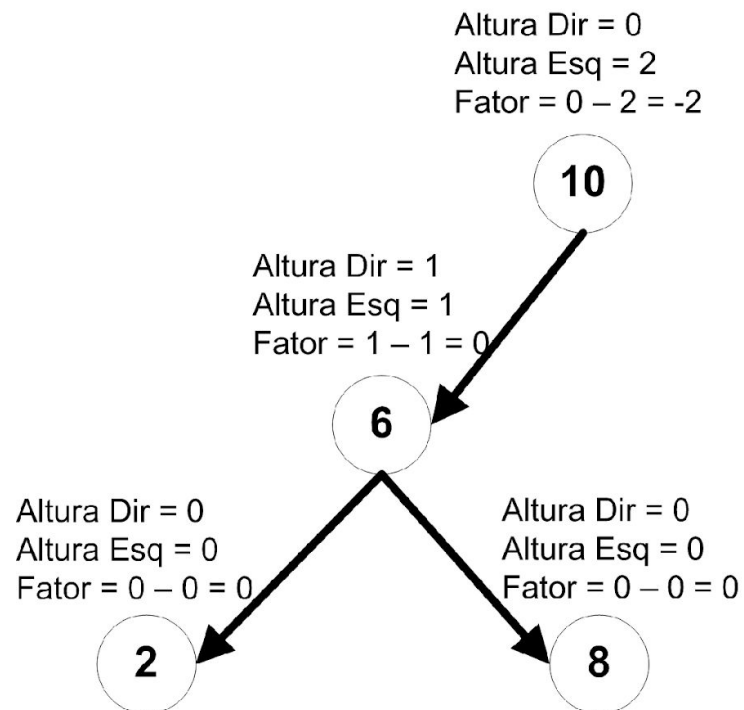 Altura Dir = 0
Altura Esq = 2
Fator = 0 – 2 = -2
10
Altura Dir = 1
Altura Esq = 1
Fator = 1 – 1 = 0
6
Altura Dir = 0
Altura Esq = 0
Fator = 0 – 0 = 0
2
Altura Dir = 0
Altura Esq = 0
Fator = 0 – 0 = 0
8